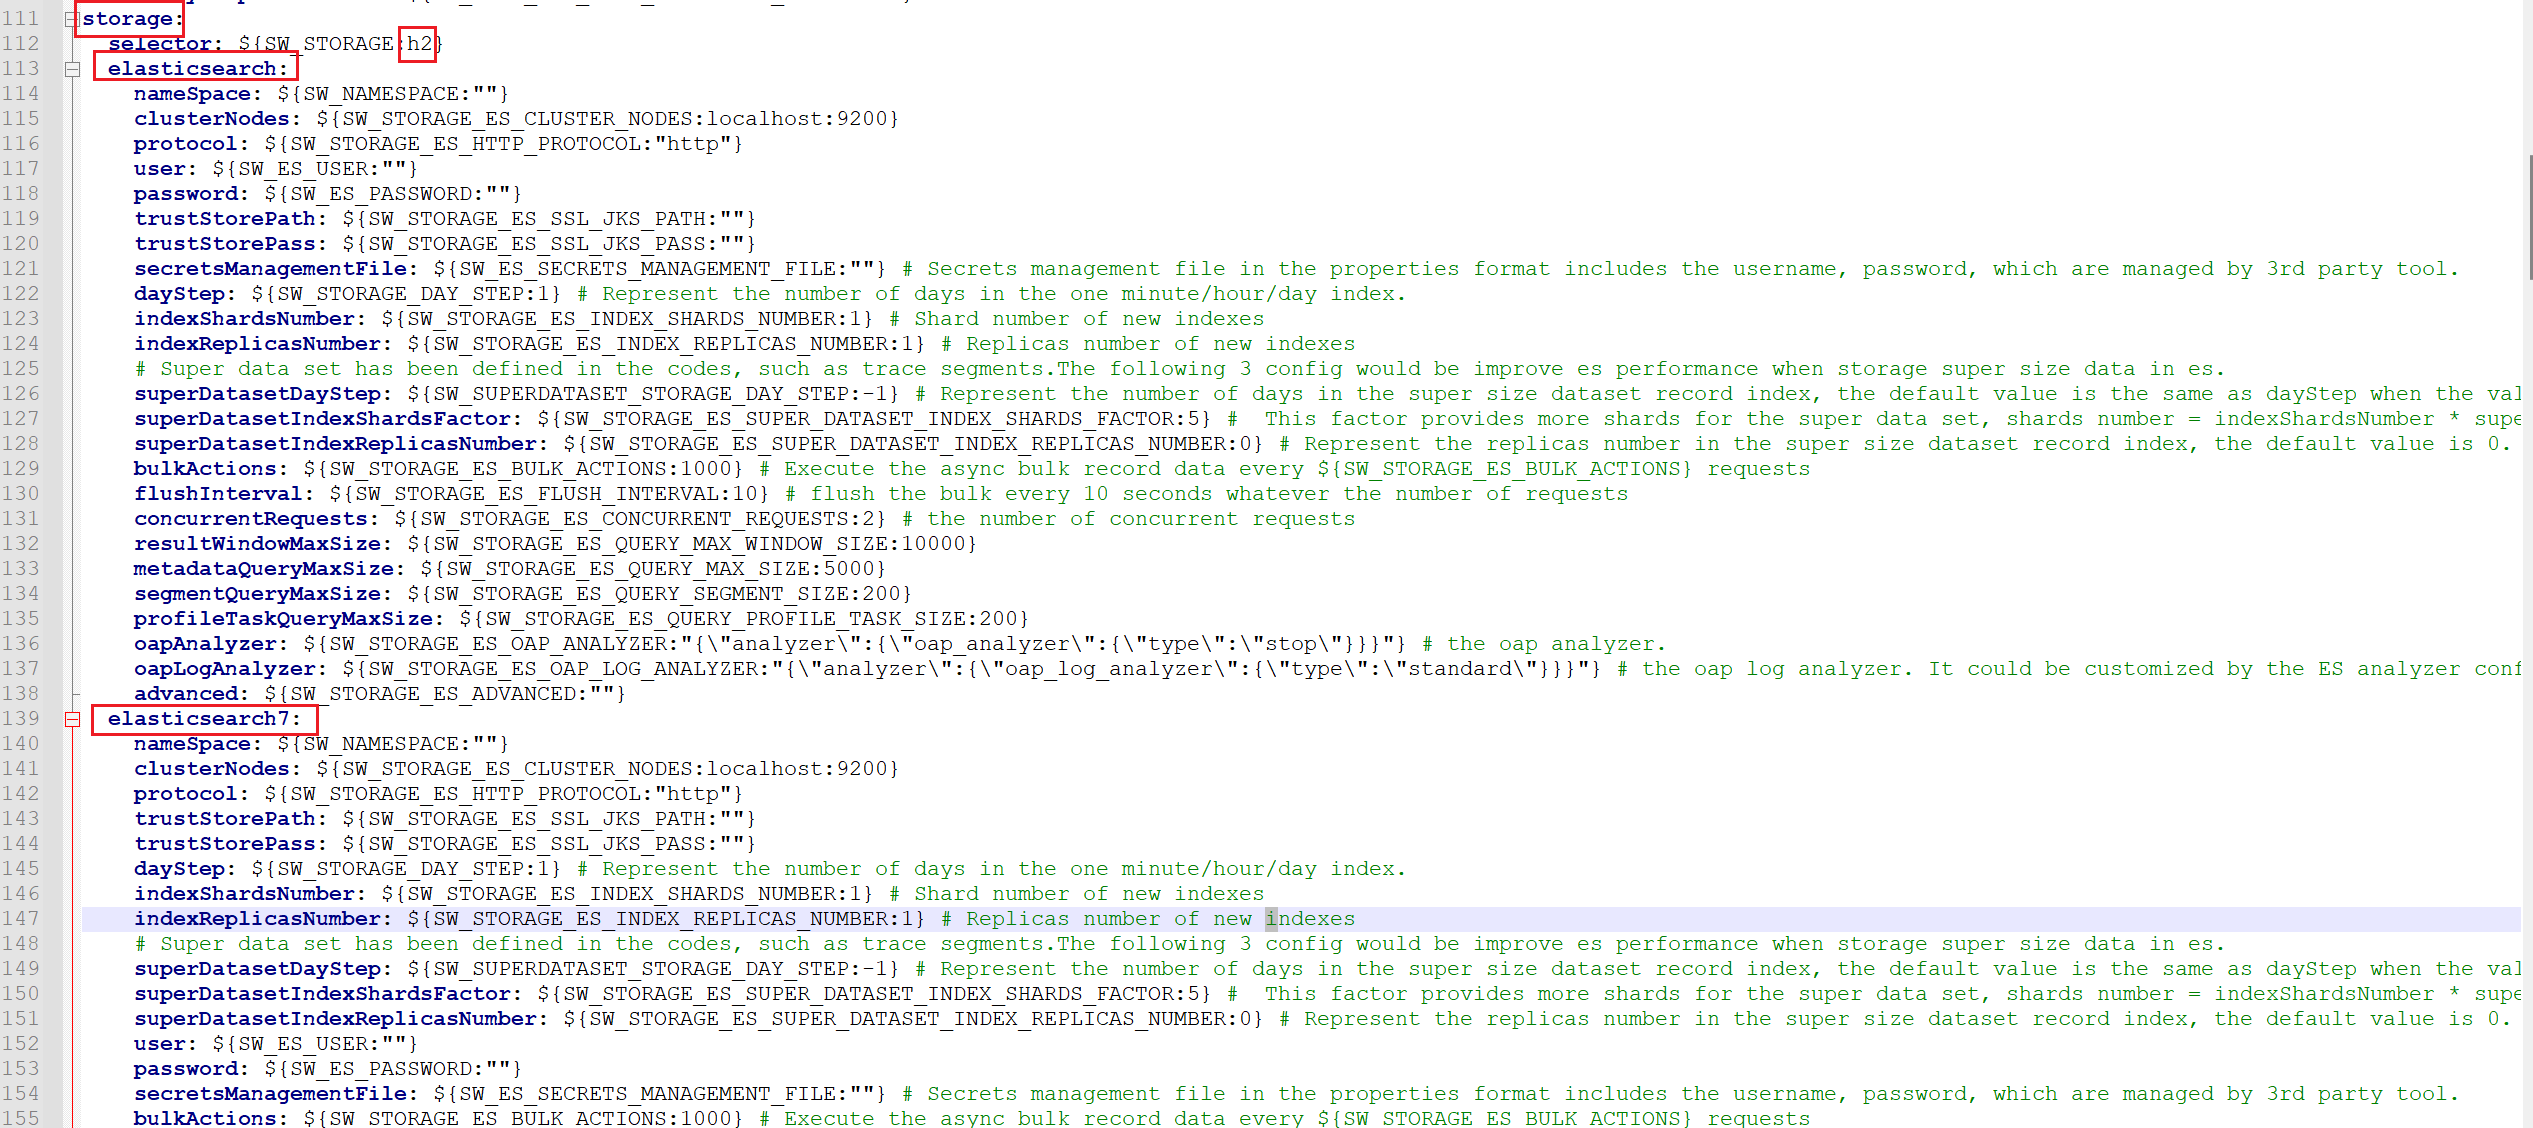 111 storage:
112 selector: ${SW_STORAGE:h2}
113 elasticsearch:
114 nameSpace: ${SW_NAMESPACE:""}
115 clusterNodes: ${SW_STORAGE_ES_CLUSTER_NODES:localhost:9200}
116 protocol: ${SW_STORAGE_ES_HTTP_PROTOCOL:"http"}
117 user: ${SW_ES_USER:""}
118 password: ${SW_ES_PASSWORD:""}
119 trustStorePath: ${SW_STORAGE_ES_SSL_JKS_PATH:""}
120 trustStorePass: ${SW_STORAGE_ES_SSL_JKS_PASS:""}
121 secretsManagementFile: ${SW_ES_SECRETS_MANAGEMENT_FILE:""} # Secrets management file in the properties format includes the username, password, which are managed by 3rd party tool.
122 dayStep: ${SW_STORAGE_DAY_STEP:1} # Represent the number of days in the one minute/hour/day index.
123 indexShardsNumber: ${SW_STORAGE_ES_INDEX_SHARDS_NUMBER:1} # Shard number of new indexes
124 indexReplicasNumber: ${SW_STORAGE_ES_INDEX_REPLICAS_NUMBER:1} # Replicas number of new indexes
125 # Super data set has been defined in the codes, such as trace segments.The following 3 config would be improve es performance when storage super size data in es.
126 superDatasetDayStep: ${SW_SUPERDATASET_STORAGE_DAY_STEP:-1} # Represent the number of days in the super size dataset record index, the default value is the same as dayStep when the val
127 superDatasetIndexShardsFactor: ${SW_STORAGE_ES_SUPER_DATASET_INDEX_SHARDS_FACTOR:5} #  This factor provides more shards for the super data set, shards number = indexShardsNumber * supe
128 superDatasetIndexReplicasNumber: ${SW_STORAGE_ES_SUPER_DATASET_INDEX_REPLICAS_NUMBER:0} # Represent the replicas number in the super size dataset record index, the default value is 0.
129 bulkActions: ${SW_STORAGE_ES_BULK_ACTIONS:1000} # Execute the async bulk record data every ${SW_STORAGE_ES_BULK_ACTIONS} requests
130 flushInterval: ${SW_STORAGE_ES_FLUSH_INTERVAL:10} # flush the bulk every 10 seconds whatever the number of requests
131 concurrentRequests: ${SW_STORAGE_ES_CONCURRENT_REQUESTS:2} # the number of concurrent requests
132 resultWindowMaxSize: ${SW_STORAGE_ES_QUERY_MAX_WINDOW_SIZE:10000}
133 metadataQueryMaxSize: ${SW_STORAGE_ES_QUERY_MAX_SIZE:5000}
134 segmentQueryMaxSize: ${SW_STORAGE_ES_QUERY_SEGMENT_SIZE:200}
135 profileTaskQueryMaxSize: ${SW_STORAGE_ES_QUERY_PROFILE_TASK_SIZE:200}
136 oapAnalyzer: ${SW_STORAGE_ES_OAP_ANALYZER:"{\"analyzer\":{\"oap_analyzer\":{\"type\":\"stop\"}}}"} # the oap analyzer.
137 oapLogAnalyzer: ${SW_STORAGE_ES_OAP_LOG_ANALYZER:"{\"analyzer\":{\"oap_log_analyzer\":{\"type\":\"standard\"}}}"} # the oap log analyzer. It could be customized by the ES analyzer conf
138 advanced: ${SW_STORAGE_ES_ADVANCED:""}
139 elasticsearch7:
140 nameSpace: ${SW_NAMESPACE:""}
141 clusterNodes: ${SW_STORAGE_ES_CLUSTER_NODES:localhost:9200}
142 protocol: ${SW_STORAGE_ES_HTTP_PROTOCOL:"http"}
143 trustStorePath: ${SW_STORAGE_ES_SSL_JKS_PATH:""}
144 trustStorePass: ${SW_STORAGE_ES_SSL_JKS_PASS:""}
145 dayStep: ${SW_STORAGE_DAY_STEP:1} # Represent the number of days in the one minute/hour/day index.
146 indexShardsNumber: ${SW_STORAGE_ES_INDEX_SHARDS_NUMBER:1} # Shard number of new indexes
147 indexReplicasNumber: ${SW_STORAGE_ES_INDEX_REPLICAS_NUMBER:1} # Replicas number of new indexes
148 # Super data set has been defined in the codes, such as trace segments.The following 3 config would be improve es performance when storage super size data in es.
149 superDatasetDayStep: ${SW_SUPERDATASET_STORAGE_DAY_STEP:-1} # Represent the number of days in the super size dataset record index, the default value is the same as dayStep when the val
150 superDatasetIndexShardsFactor: ${SW_STORAGE_ES_SUPER_DATASET_INDEX_SHARDS_FACTOR:5} #  This factor provides more shards for the super data set, shards number = indexShardsNumber * supe
151 superDatasetIndexReplicasNumber: ${SW_STORAGE_ES_SUPER_DATASET_INDEX_REPLICAS_NUMBER:0} # Represent the replicas number in the super size dataset record index, the default value is 0.
152 user: ${SW_ES_USER:""}
153 password: ${SW_ES_PASSWORD:""}
154 secretsManagementFile: ${SW_ES_SECRETS_MANAGEMENT_FILE:""} # Secrets management file in the properties format includes the username, password, which are managed by 3rd party tool.
155 bulkActions: ${SW_STORAGE_ES_BULK_ACTIONS:1000} # Execute the async bulk record data every ${SW_STORAGE_ES_BULK_ACTIONS} requests